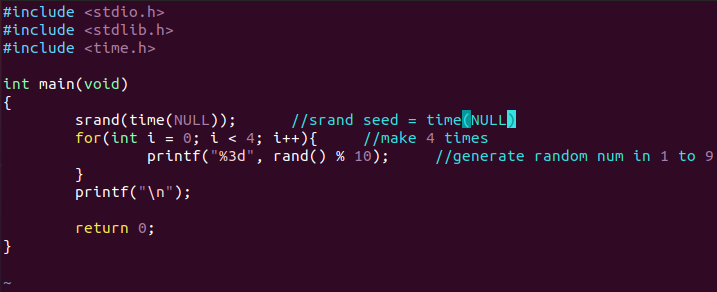 #include <stdio.h>
#include <stdlib.h>
#include <time.h>
int main(void)
{
        srand(time(NULL));      //srand seed = time(NULL)
        for(int i = 0; i < 4; i++){     //make 4 times
                printf("%3d", rand() % 10);     //generate random num in 1 to 9
        }
        printf("\n");
        return 0;
}
~